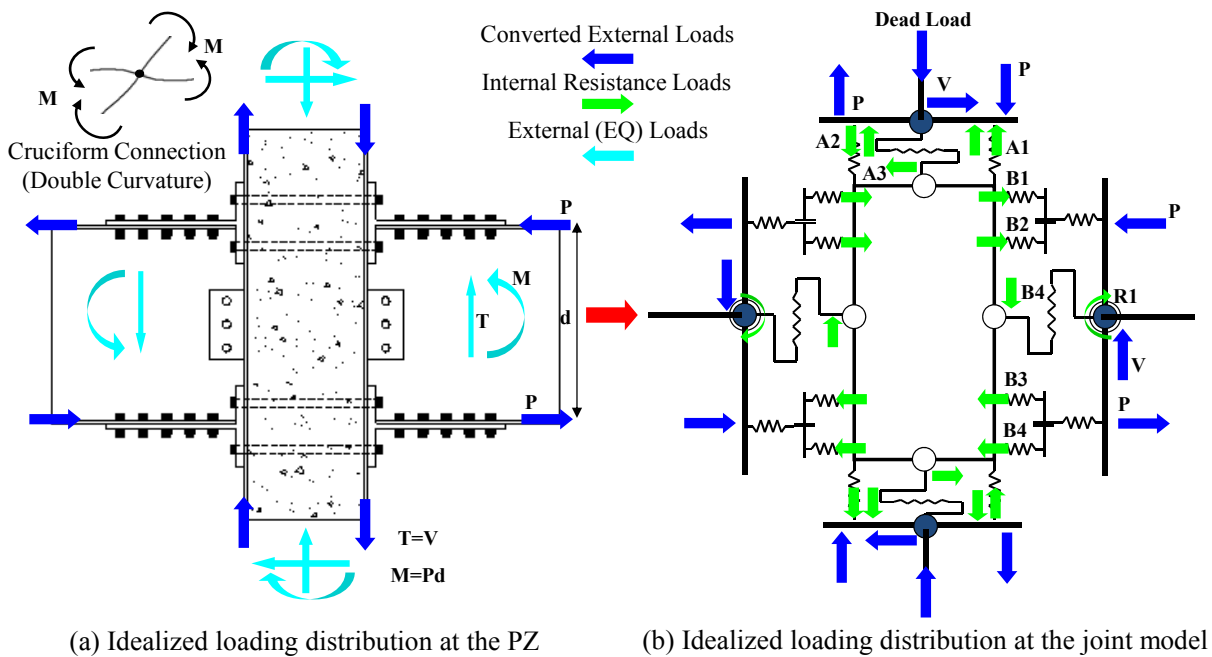 M
M
Cruciform Connection
(Double Curvature)
Converted External Loads
Internal Resistance Loads
External (EQ) Loads
P
M
T
d
P
T=V
M=Pd
(a) Idealized loading distribution at the PZ
Dead Load
P
V
P
A2
A1
A3
B1
B2
P
B4
R1
V
B3
P
B4
(b) Idealized loading distribution at the joint model